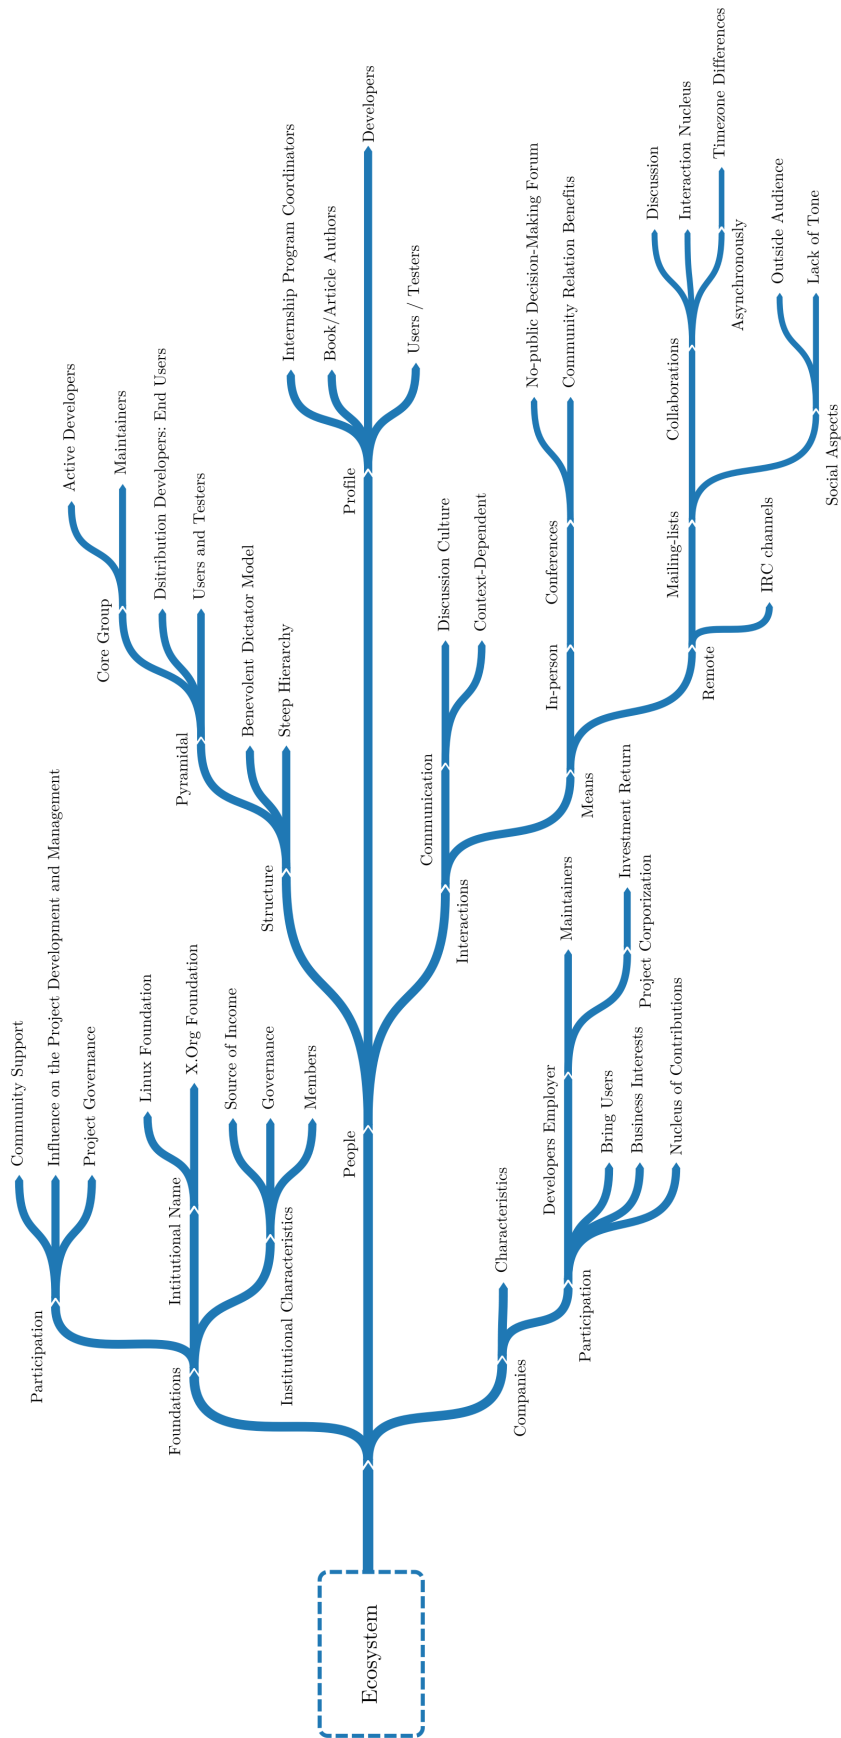 Ecosystem
Foundations
Participation
Community Support
Influence on the Project Development and Management
Project Governance
Intitutional Name
Linux Foundation
X.Org Foundation
Institutional Characteristics
Source of Income
Governance
Members
People
Structure
Pyramidal
Core Group
Active Developers
Maintainers
Dsitribution Developers: End Users
Users and Testers
Benevolent Dictator Model
Steep Hierarchy
Profile
Internship Program Coordinators
Book/Article Authors
Developers
Users / Testers
Interactions
Communication
Discussion Culture
Context-Dependent
Means
In-person
Conferences
No-public Decision-Making Forum
Community Relation Benefits
Remote
Mailing-lists
Collaborations
Discussion
Interaction Nucleus
Asynchronously
Timezone Differences
Social Aspects
Outside Audience
Lack of Tone
IRC channels
Companies
Characteristics
Participation
Developers Employer
Maintainers
Project Corporization
Investment Return
Bring Users
Business Interests
Nucleus of Contributions